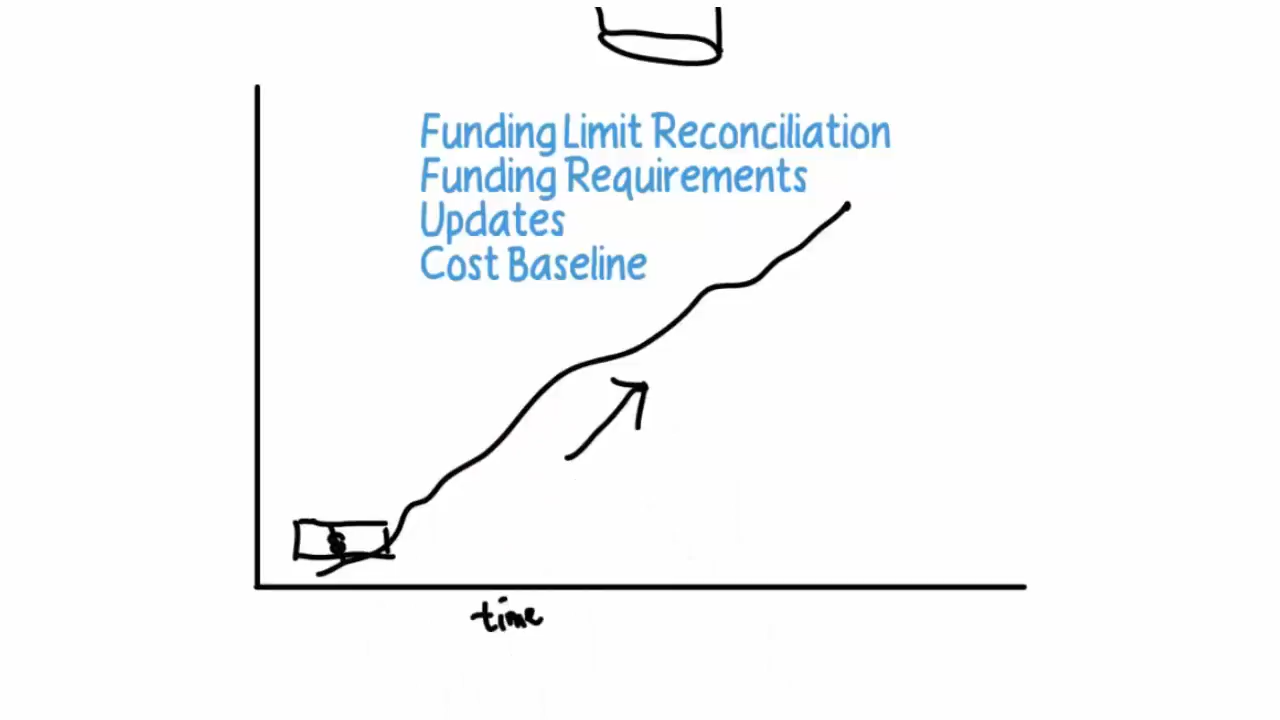 Funding Limit Reconciliation
Funding Requirements
Updates
Cost Baseline
$
time